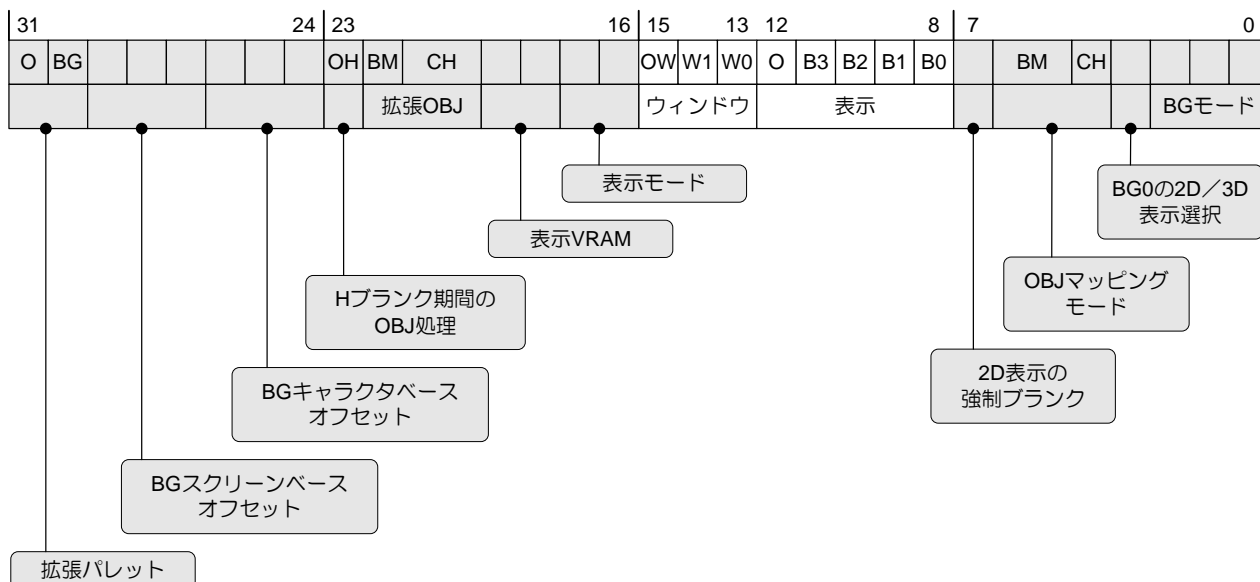 31 24 23 16 15 13 12 8 7 0
O BG OH BM CH OW W1 W0 O B3 B2 B1 B0 BM CH
拡張OBJ ウィンドウ 表示 BGモード
表示モード
BG0の2D／3D
表示選択
表示VRAM
OBJマッピング
モード
Hブランク期間の
OBJ処理
2D表示の
強制ブランク
BGキャラクタベース
オフセット
BGスクリーンベース
オフセット
拡張パレット